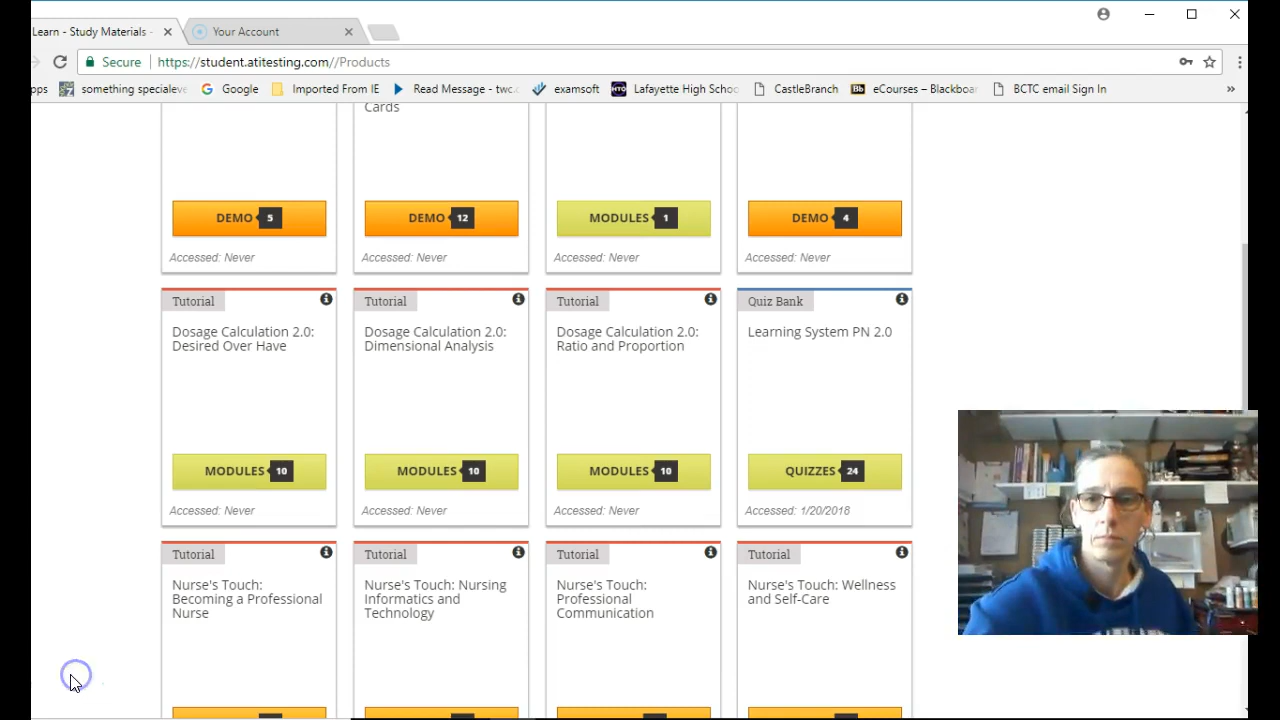 Learn - Study Materials -
Your Account
Secure
https://student.atitesting.com//Products
pps
something specialeve
Google
Imported From IE
Read Message - twc.c
examsoft
Lafayette High Schoo
CastleBranch
Bb
eCourses – Blackboar
BCTC email Sign In
»
Cards
DEMO 5
DEMO 12
MODULES 1
DEMO 4
Accessed: Never
Accessed: Never
Accessed: Never
Accessed: Never
Tutorial
Tutorial
Tutorial
Quiz Bank
Dosage Calculation 2.0:
Desired Over Have
Dosage Calculation 2.0:
Dimensional Analysis
Dosage Calculation 2.0:
Ratio and Proportion
Learning System PN 2.0
MODULES 10
MODULES 10
MODULES 10
QUIZZES 24
Accessed: Never
Accessed: Never
Accessed: Never
Accessed: 1/20/2018
Tutorial
Tutorial
Tutorial
Tutorial
Nurse's Touch:
Becoming a Professional
Nurse
Nurse's Touch: Nursing
Informatics and
Technology
Nurse's Touch:
Professional
Communication
Nurse's Touch: Wellness
and Self-Care